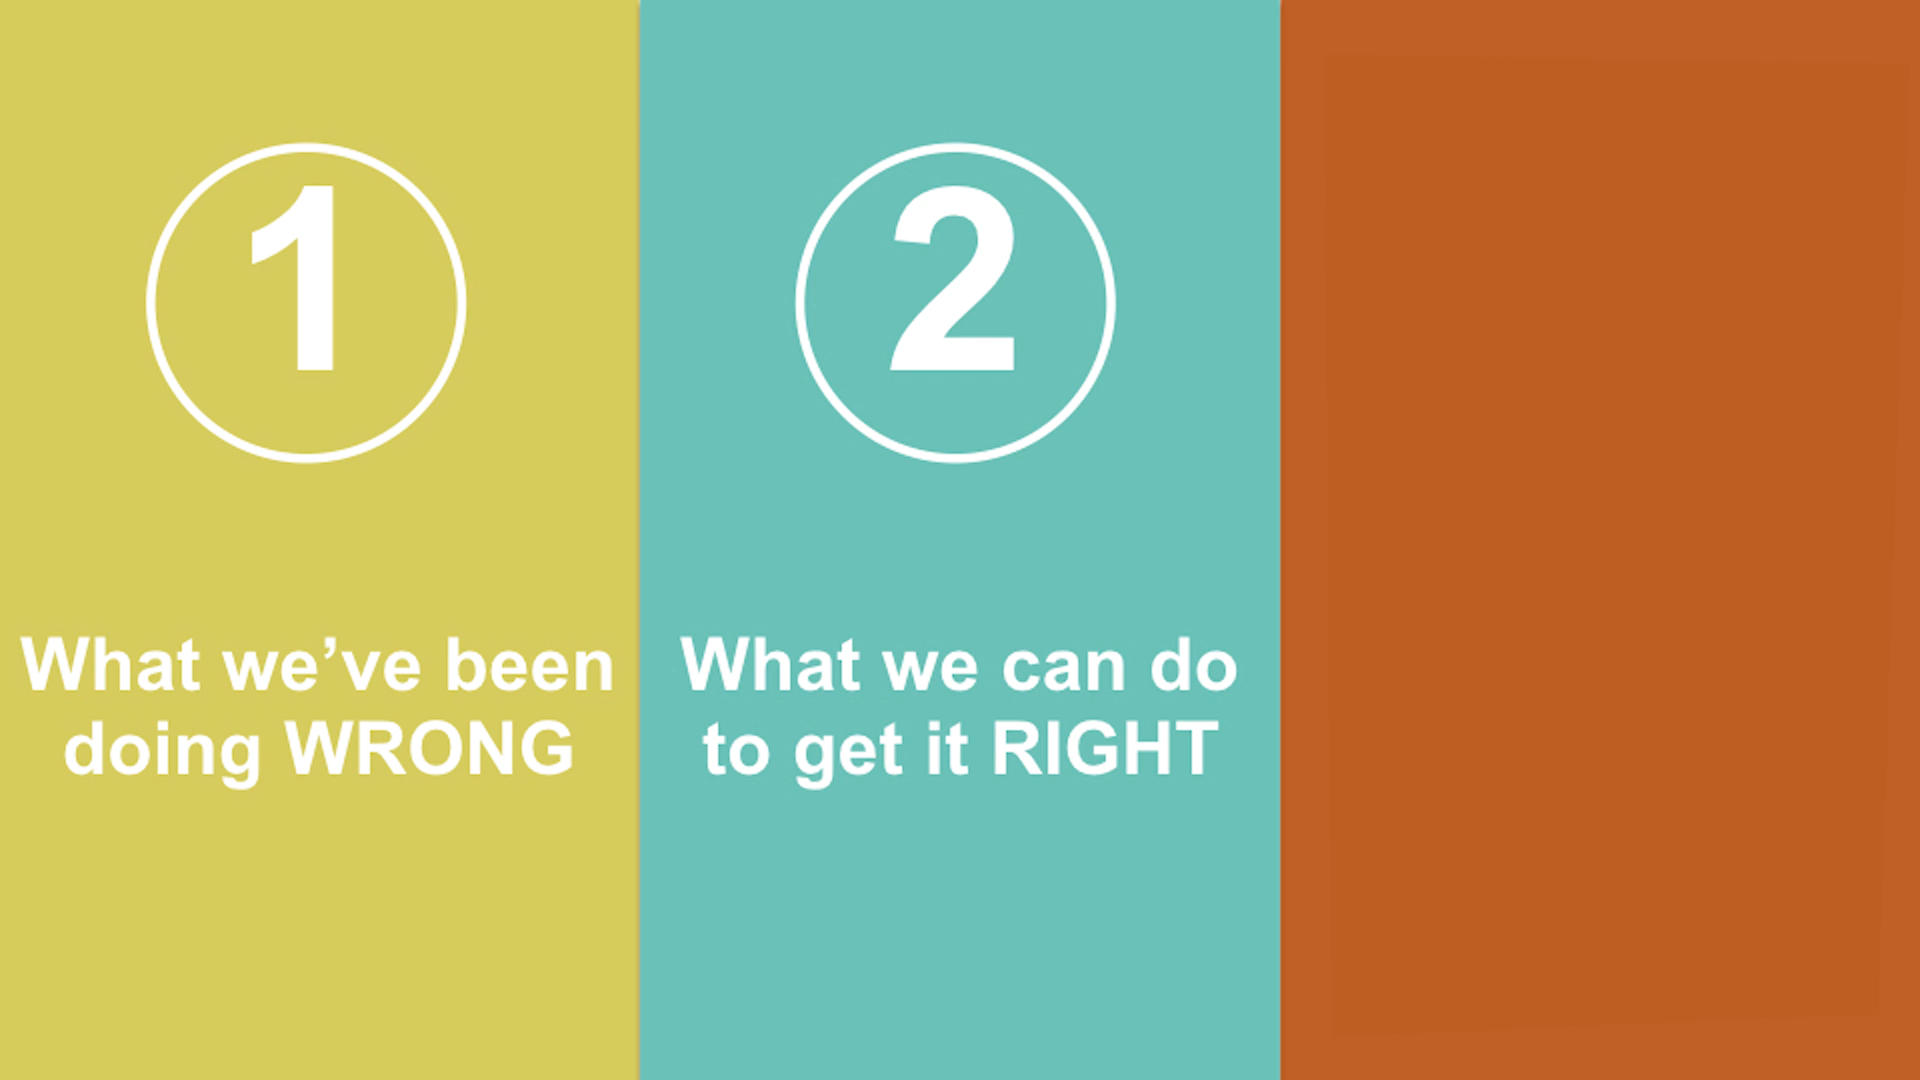 1
What we’ve been
doing WRONG
2
What we can do
to get it RIGHT